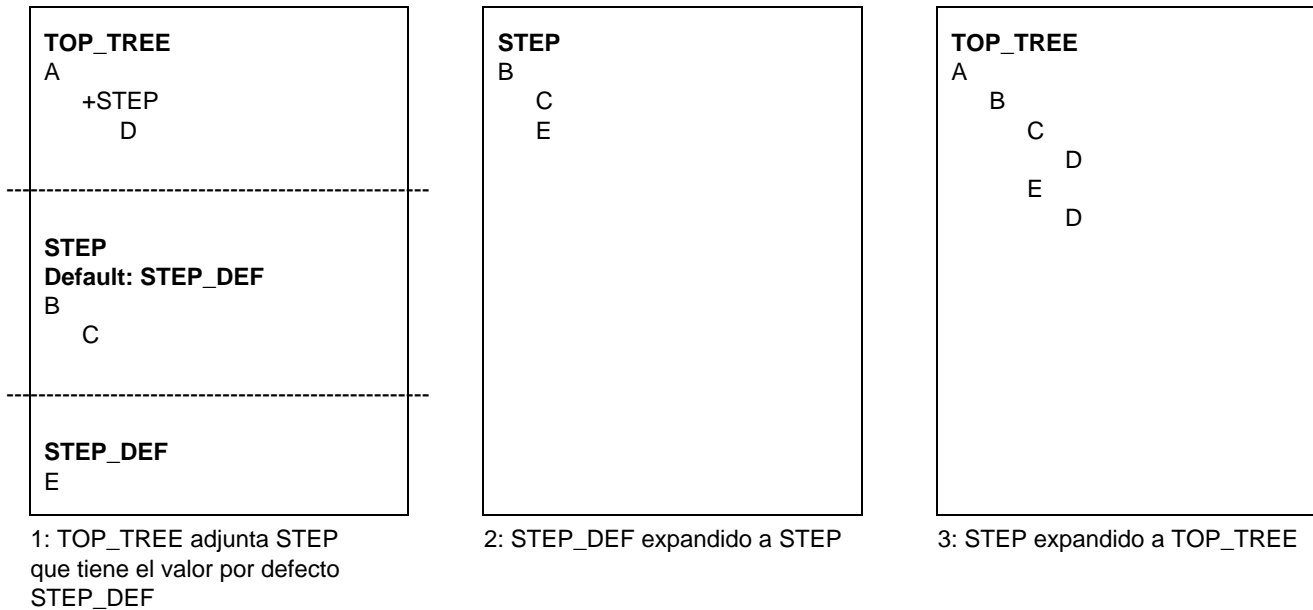 TOP_TREE
A
+STEP
D
STEP
Default: STEP_DEF
B
C
STEP_DEF
E
1: TOP_TREE adjunta STEP
que tiene el valor por defecto
STEP_DEF
STEP
B
C
E
2: STEP_DEF expandido a STEP
TOP_TREE
A
B
C
D
E
D
3: STEP expandido a TOP_TREE